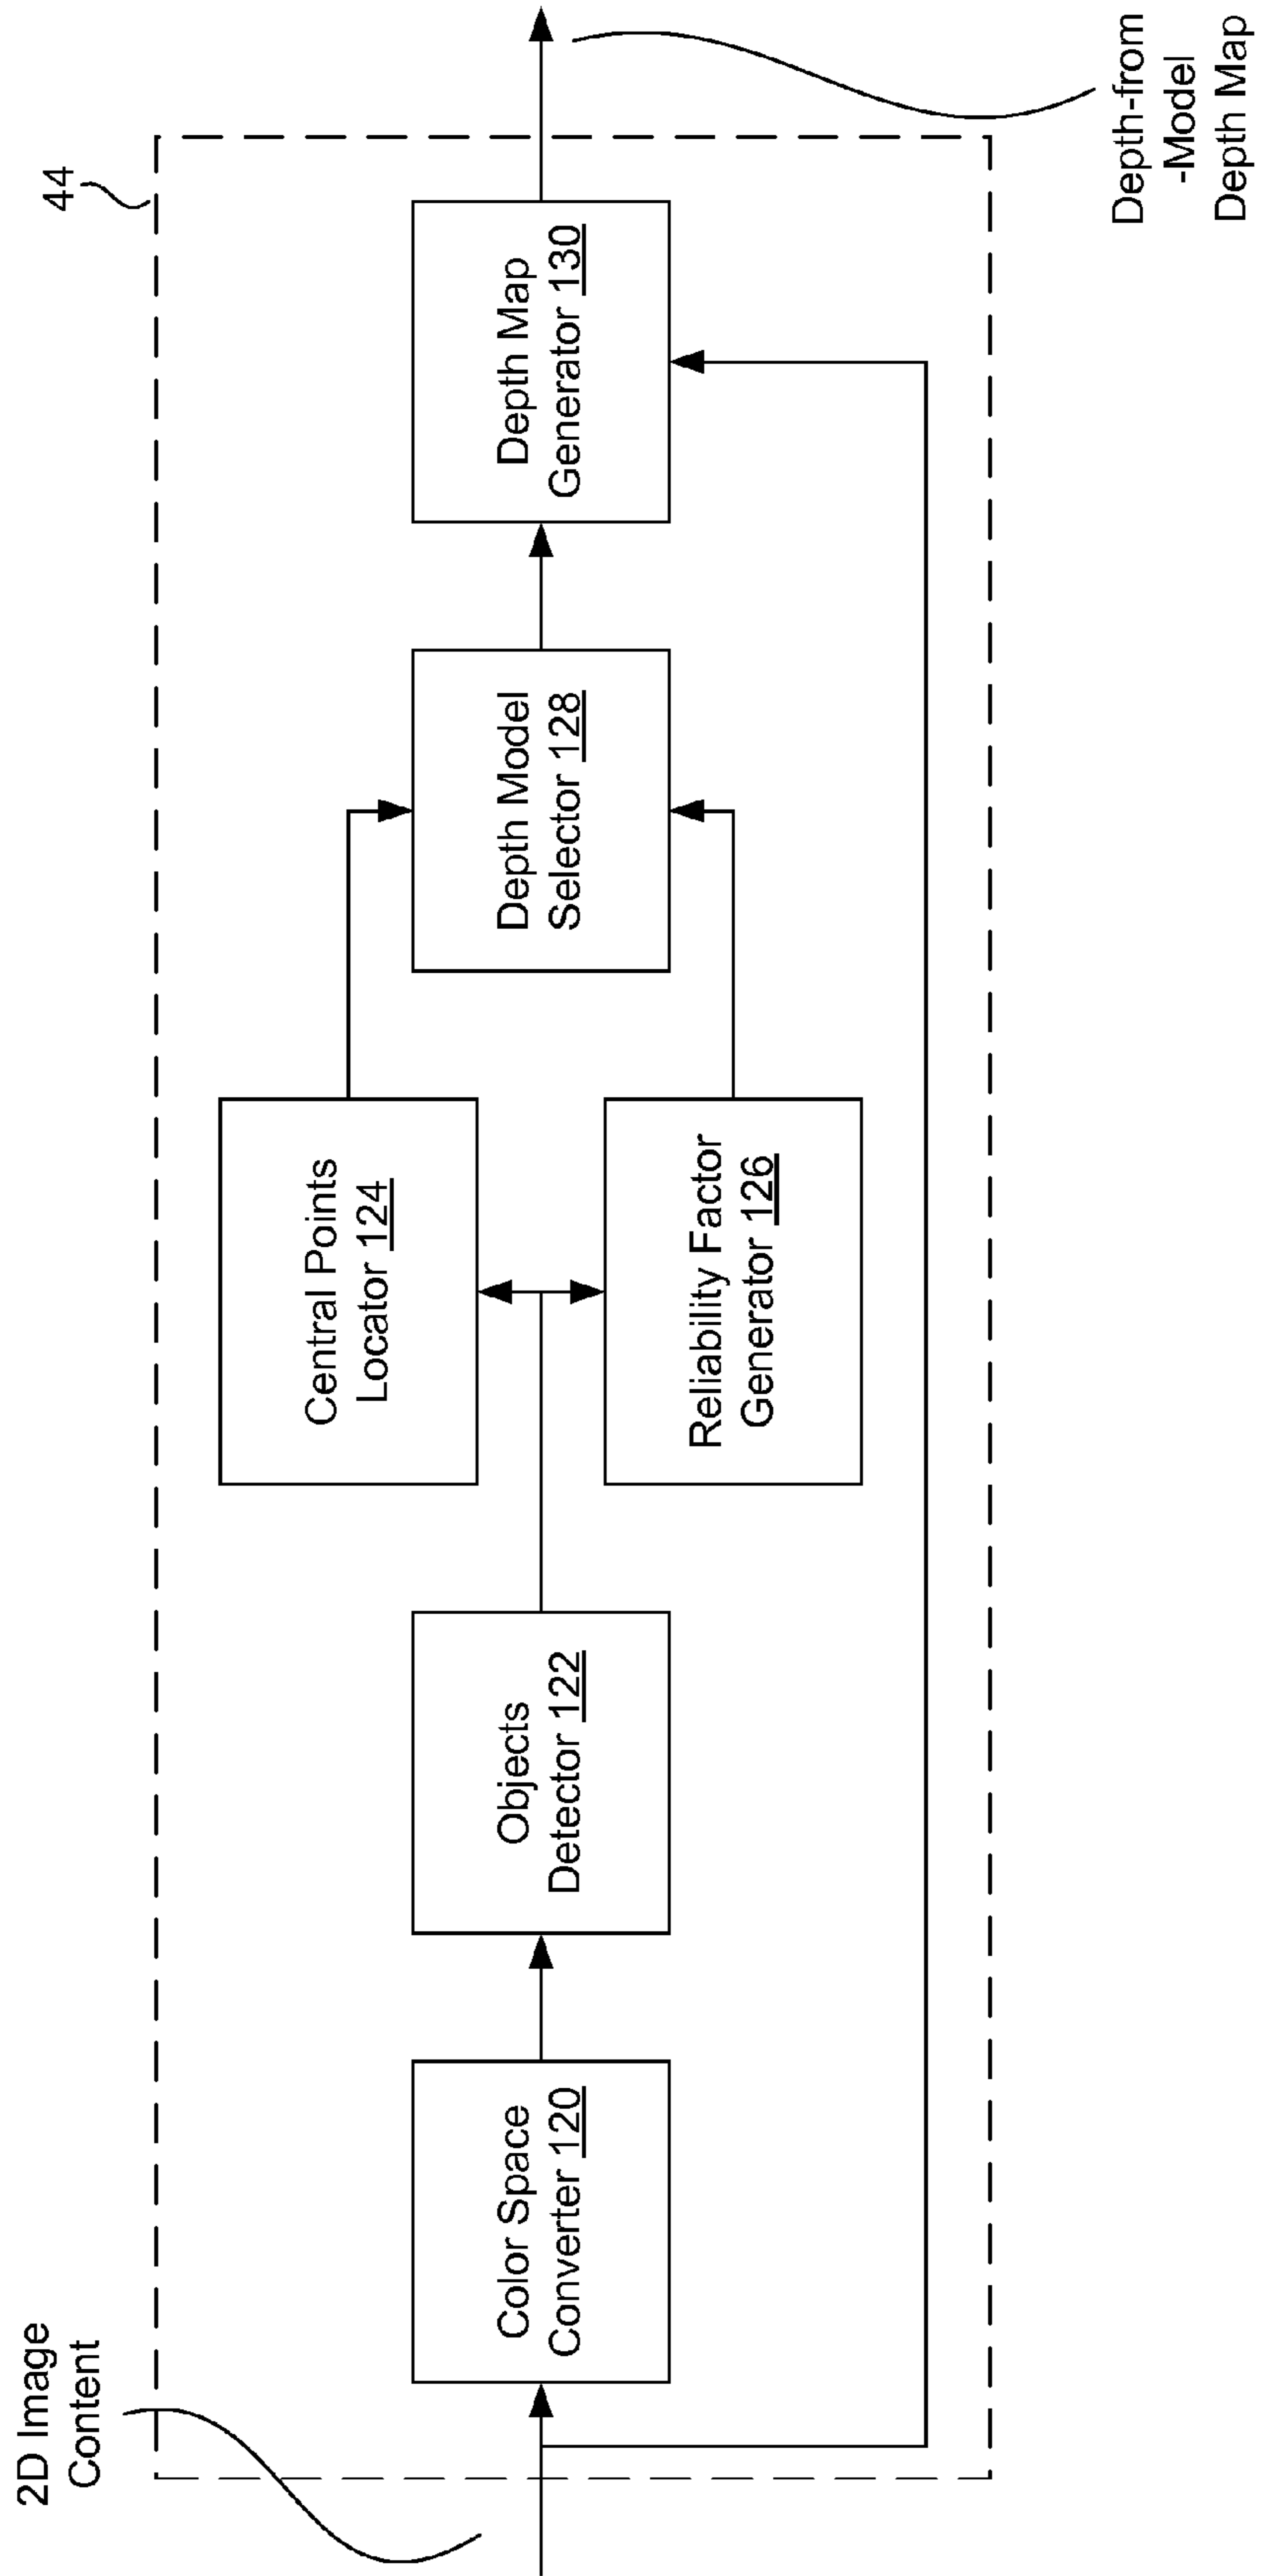 2D Image
Content
44
Color Space
Converter 120
Objects
Detector 122
Central Points
Locator 124
Reliability Factor
Generator 126
Depth Model
Selector 128
Depth Map
Generator 130
Depth-from
-Model
Depth Map